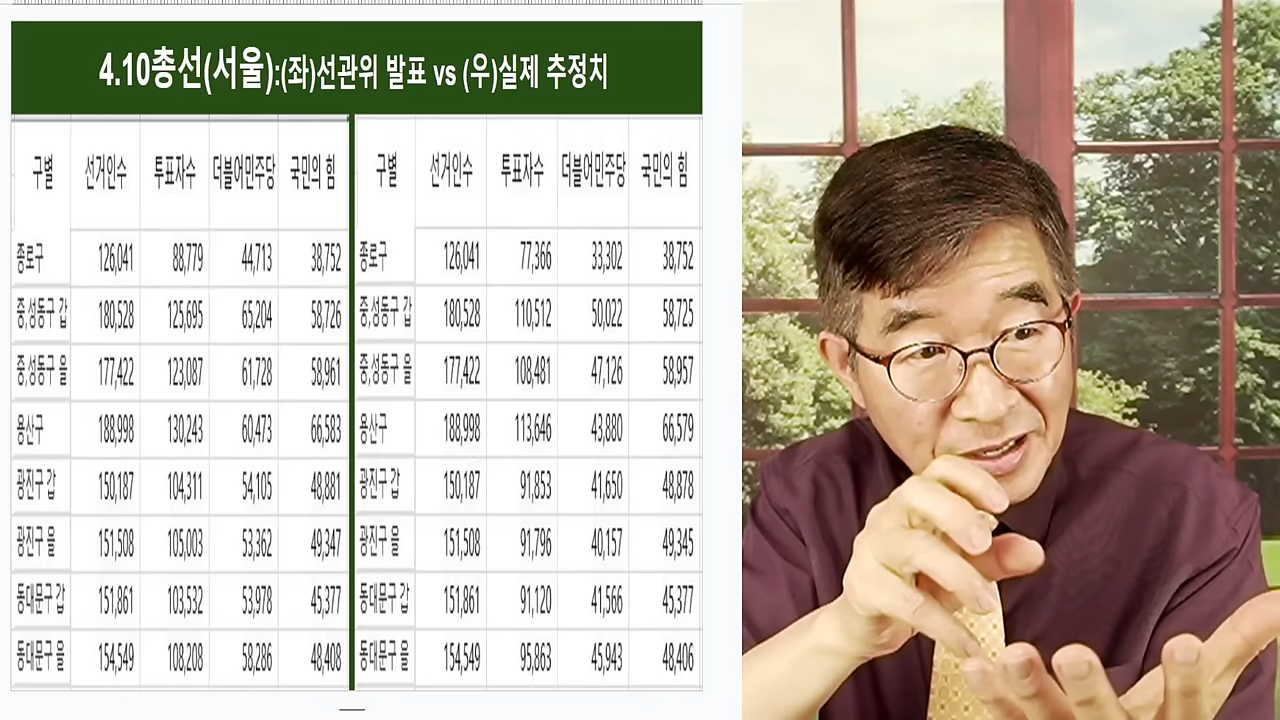 4.10총선(서울):(좌)선관위 발표 vs (우)실제 추정치
구별 선거인수 투표자수 더불어민주당 국민의 힘 구별 선거인수 투표자수 더불어민주당 국민의 힘
종로구 126,041 88,779 44,713 38,752 종로구 126,041 77,366 33,302 38,752
중,성동구 갑 180,528 125,695 65,204 58,726 중,성동구 갑 180,528 110,512 50,022 58,725
중,성동구 을 177,422 123,087 61,728 58,961 중,성동구 을 177,422 108,481 47,126 58,957
용산구 188,998 130,243 60,473 66,583 용산구 188,998 113,646 43,880 66,579
광진구 갑 150,187 104,311 54,105 48,881 광진구 갑 150,187 91,853 41,650 48,878
광진구 을 151,508 105,003 53,362 49,347 광진구 을 151,508 91,796 40,157 49,345
동대문구 갑 151,861 103,532 53,978 45,377 동대문구 갑 151,861 91,120 41,566 45,377
동대문구 을 154,549 108,208 58,286 48,408 동대문구 을 154,549 95,863 45,943 48,406